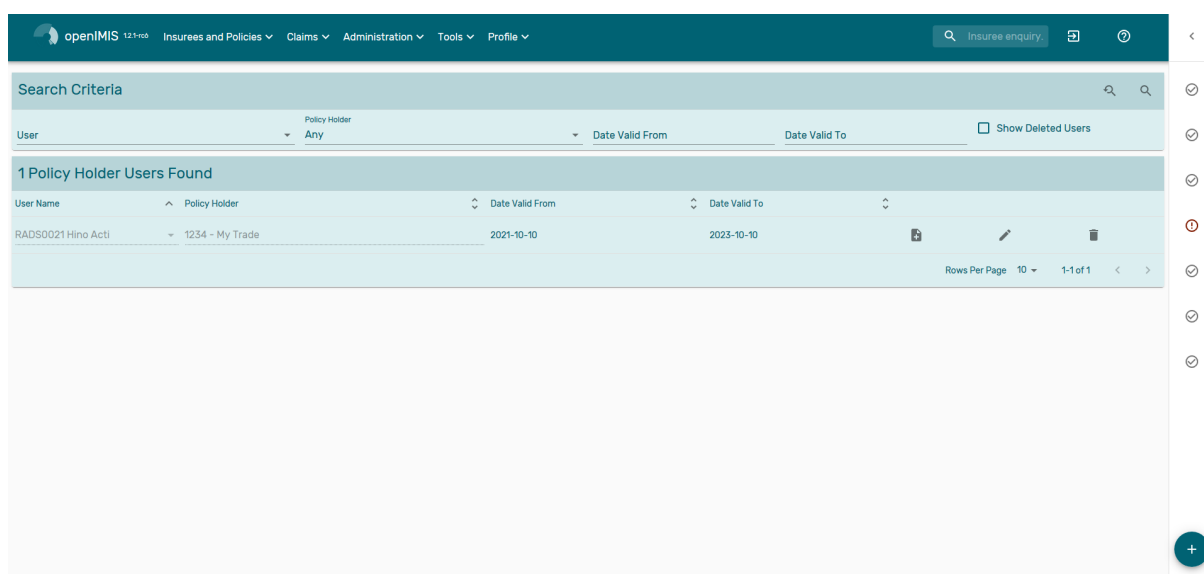 openIMIS 1.2.1-rc6 Insurees and Policies Claims Administration Tools Profile Insuree enquiry.
Search Criteria
Policy Holder
User Any Date Valid From Date Valid To Show Deleted Users
1 Policy Holder Users Found
User Name Policy Holder Date Valid From Date Valid To
RADS0021 Hino Acti 1234 - My Trade 2021-10-10 2023-10-10
Rows Per Page 10 1-1 of 1